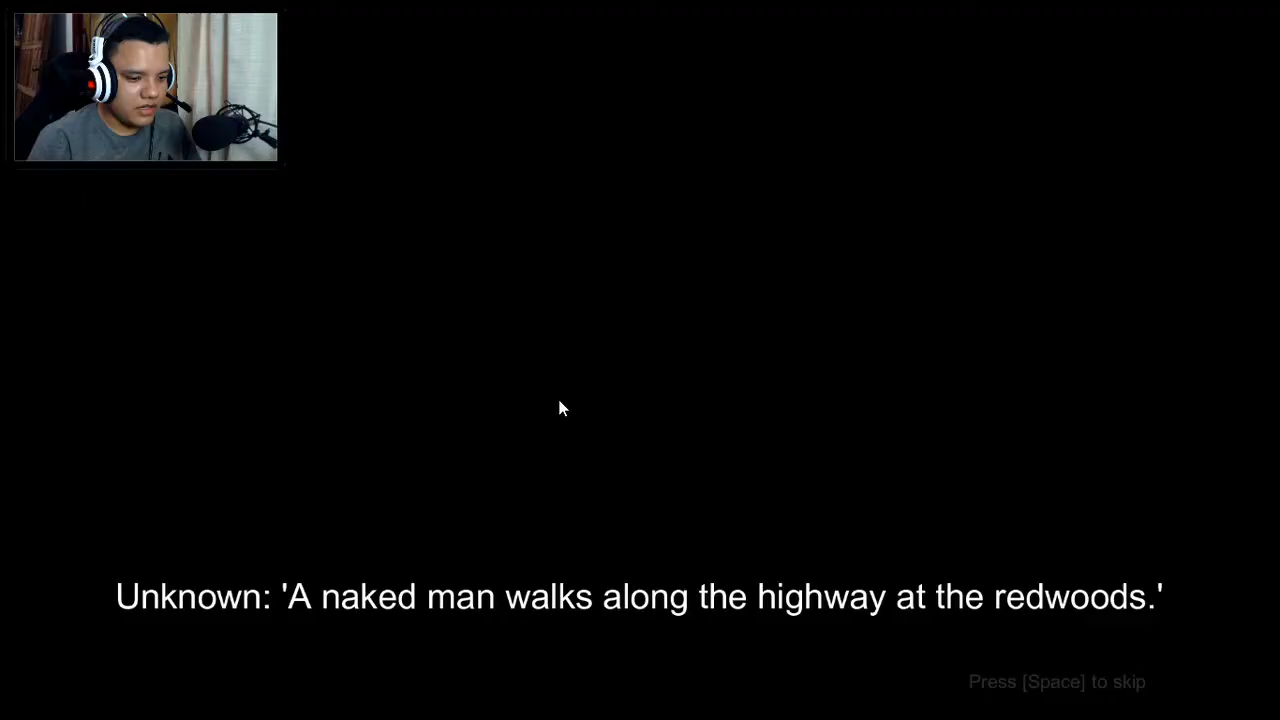 Unknown: 'A naked man walks along the highway at the redwoods.'
Press [Space] to skip